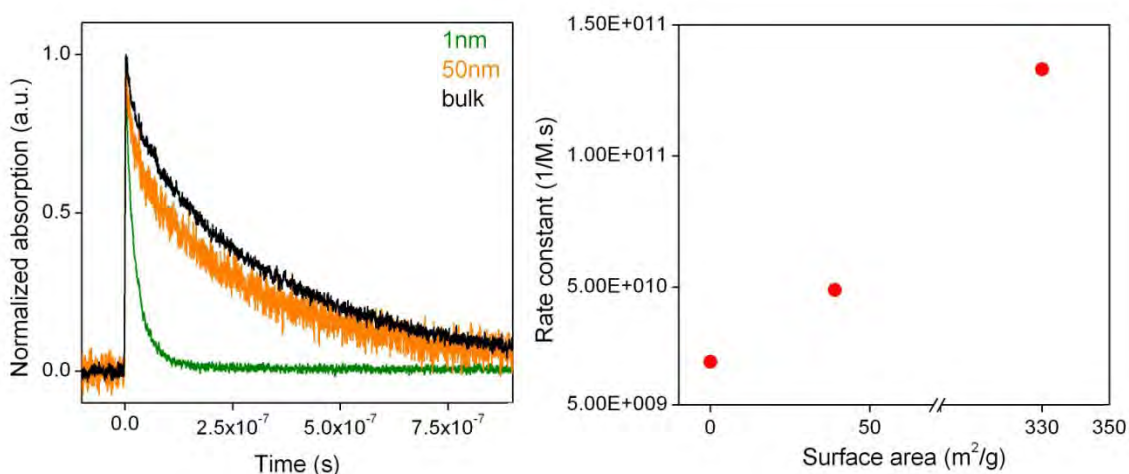 1nm
50nm
bulk
1.0
0.5
0.0
Normalized absorption (a.u.)
0.0
2.5x10⁻⁷
5.0x10⁻⁷
7.5x10⁻⁷
Time (s)
1.50E+011
1.00E+011
5.00E+010
5.00E+009
Rate constant (1/M.s)
0
50
330
350
Surface area (m²/g)